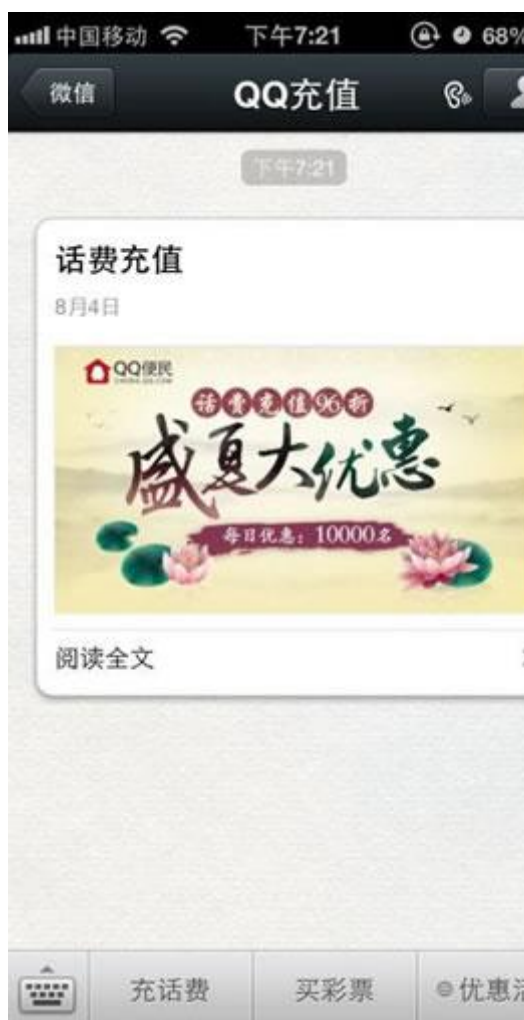 中国移动 下午7:21 68%
微信 QQ充值
下午7:21
话费充值
8月4日
QQ便民
话费充值96折
盛夏大优惠
每日优惠：10000名
阅读全文
充话费 买彩票 优惠活